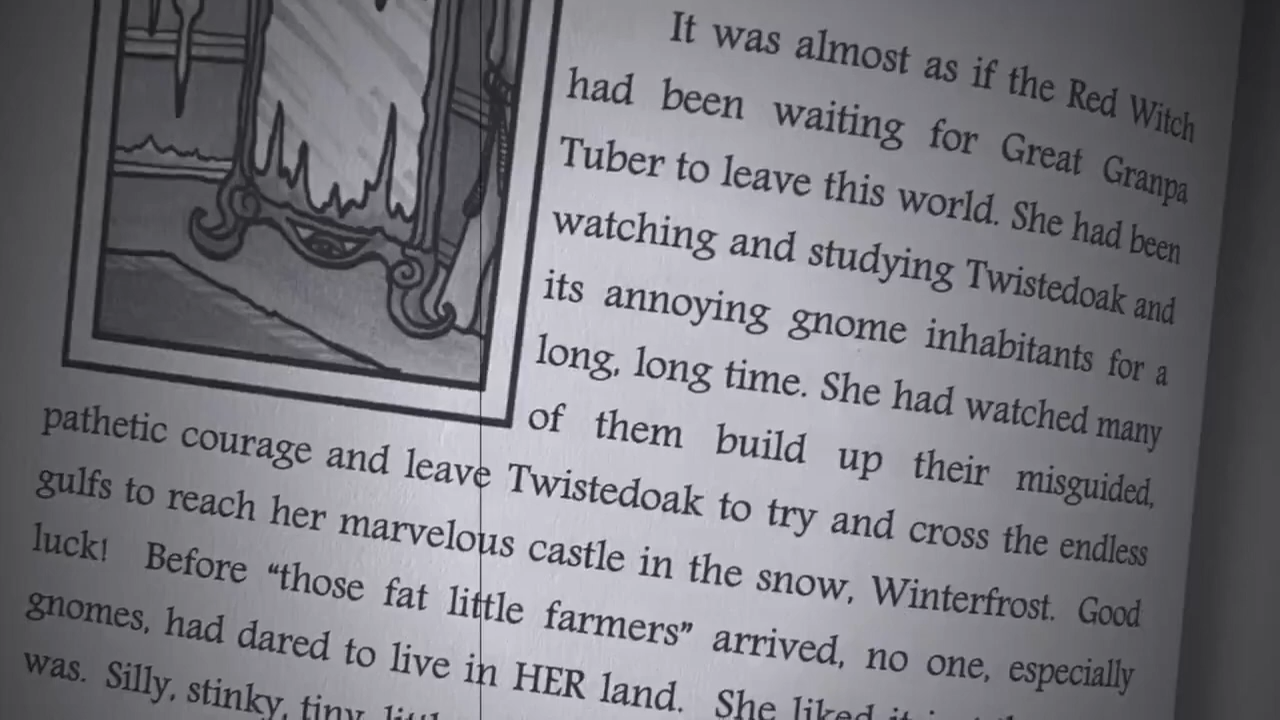 It was almost as if the Red Witch
had been waiting for Great Granpa
Tuber to leave this world. She had been
watching and studying Twistedoak and
its annoying gnome inhabitants for a
long, long time. She had watched many
of them build up their misguided,
pathetic courage and leave Twistedoak to try and cross the endless
gulfs to reach her marvelous castle in the snow, Winterfrost. Good
luck! Before “those fat little farmers” arrived, no one, especially
gnomes, had dared to live in HER land. She liked it
was. Silly, stinky, tiny,